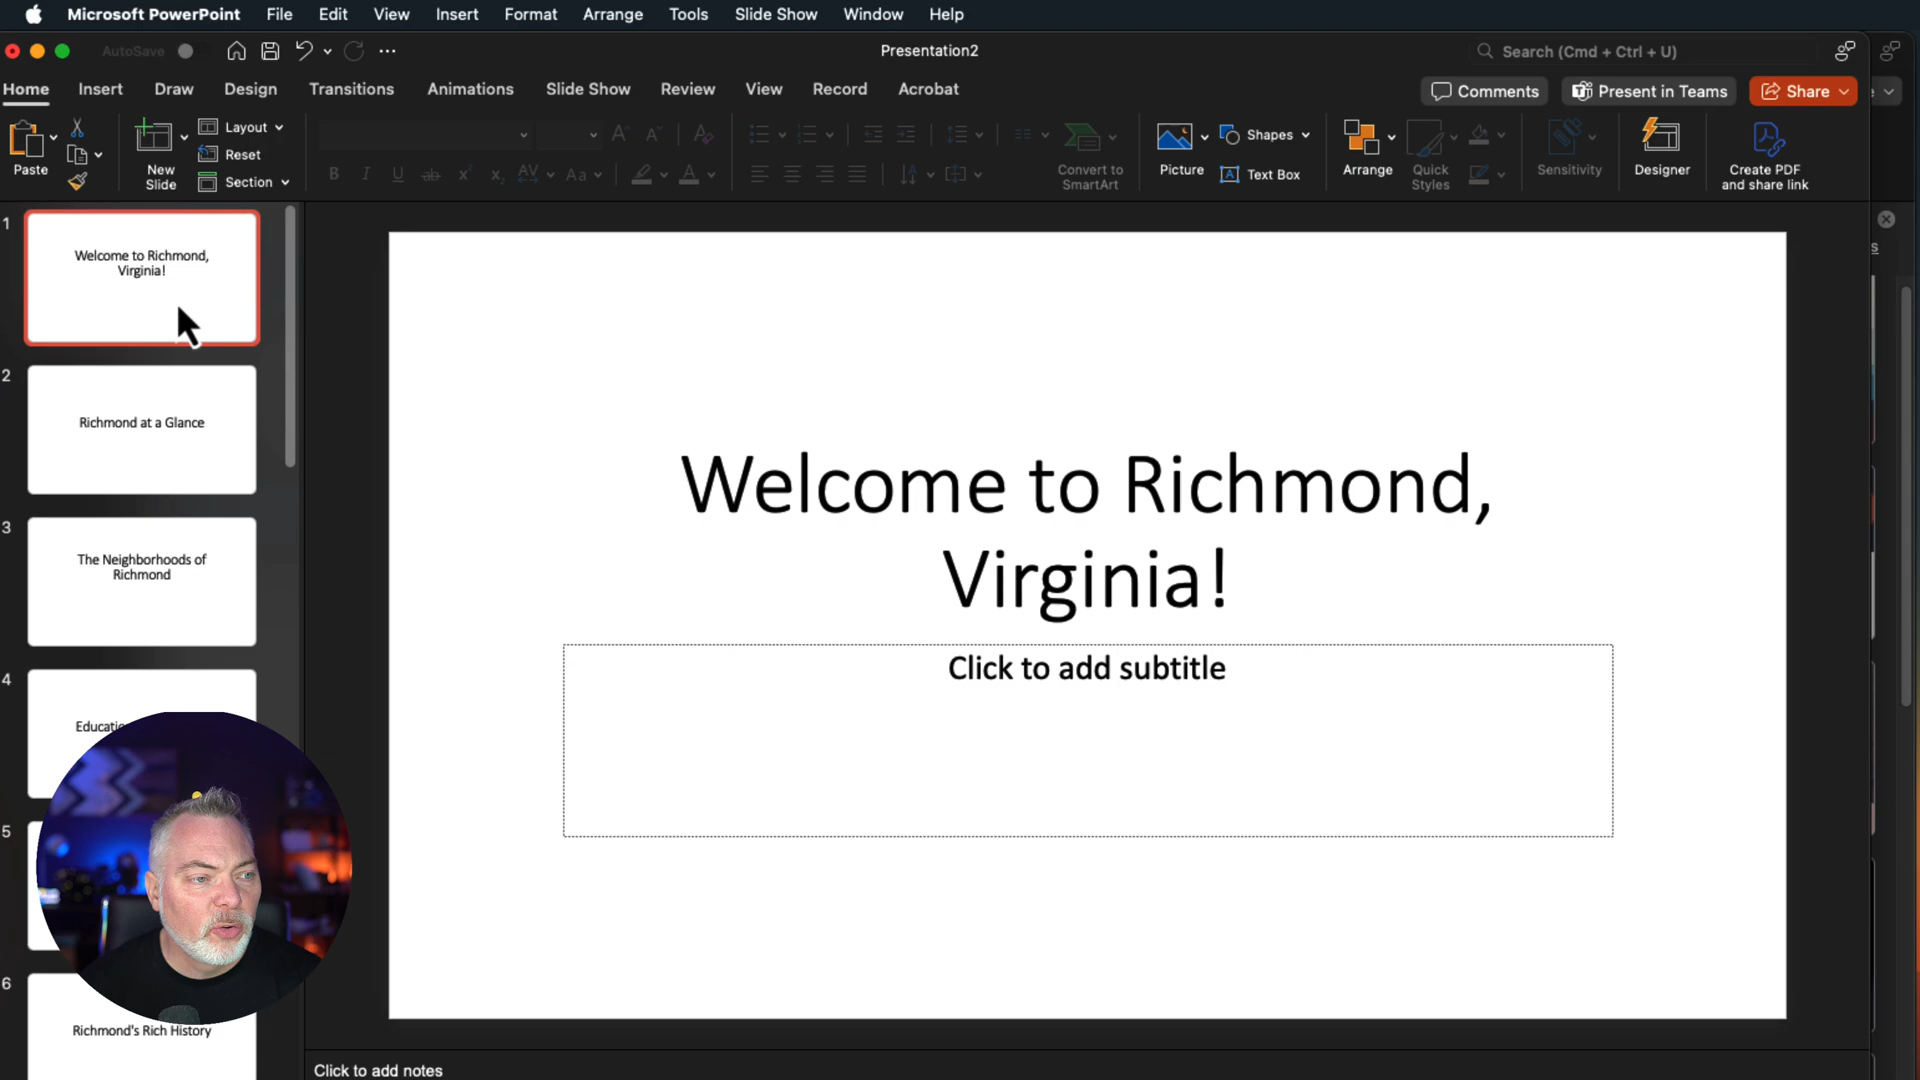 Microsoft PowerPoint File Edit View Insert Format Arrange Tools Slide Show Window Help
AutoSave
Presentation2
Search (Cmd + Ctrl + U)
Home Insert Draw Design Transitions Animations Slide Show Review View Record Acrobat
Comments
Present in Teams
Share
Paste
New
Slide
Layout
Reset
Section
Convert to
SmartArt
Picture
Shapes
Text Box
Arrange
Quick
Styles
Sensitivity
Designer
Create PDF
and share link
1
Welcome to Richmond,
Virginia!
2
Richmond at a Glance
3
The Neighborhoods of
Richmond
4
5
6
Richmond's Rich History
Welcome to Richmond,
Virginia!
Click to add subtitle
Click to add notes